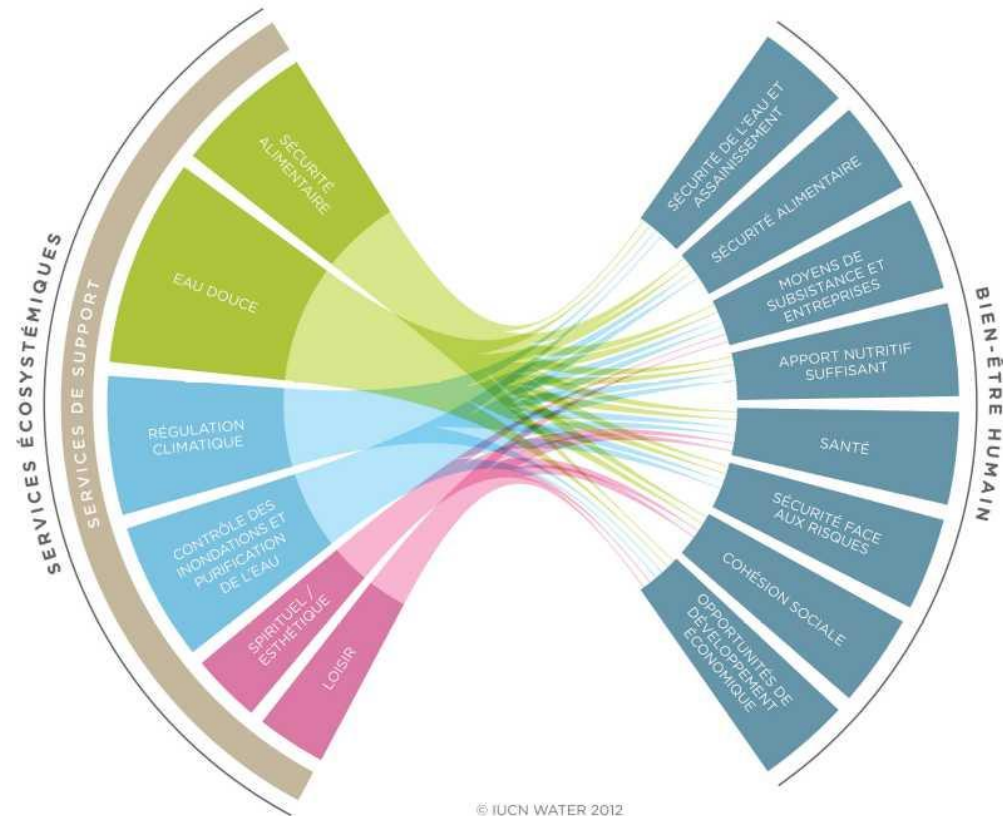 SERVICES ÉCOSYSTÉMIQUES
SERVICES DE SUPPORT
SÉCURITÉ
ALIMENTAIRE
EAU DOUCE
RÉGULATION
CLIMATIQUE
CONTRÔLE DES
INONDATIONS ET
PURIFICATION
DE L'EAU
SPIRITUEL /
ESTHÉTIQUE
LOISIR
SÉCURITÉ DE L'EAU ET
ASSAINISSEMENT
SÉCURITÉ ALIMENTAIRE
MOYENS DE
SUBSISTANCE ET
ENTREPRISES
APPORT NUTRITIF
SUFFISANT
SANTÉ
SÉCURITÉ FACE
AUX RISQUES
COHÉSION SOCIALE
OPPORTUNITÉS DE
DÉVELOPPEMENT
ÉCONOMIQUE
BIEN-ÊTRE HUMAIN
© IUCN WATER 2012